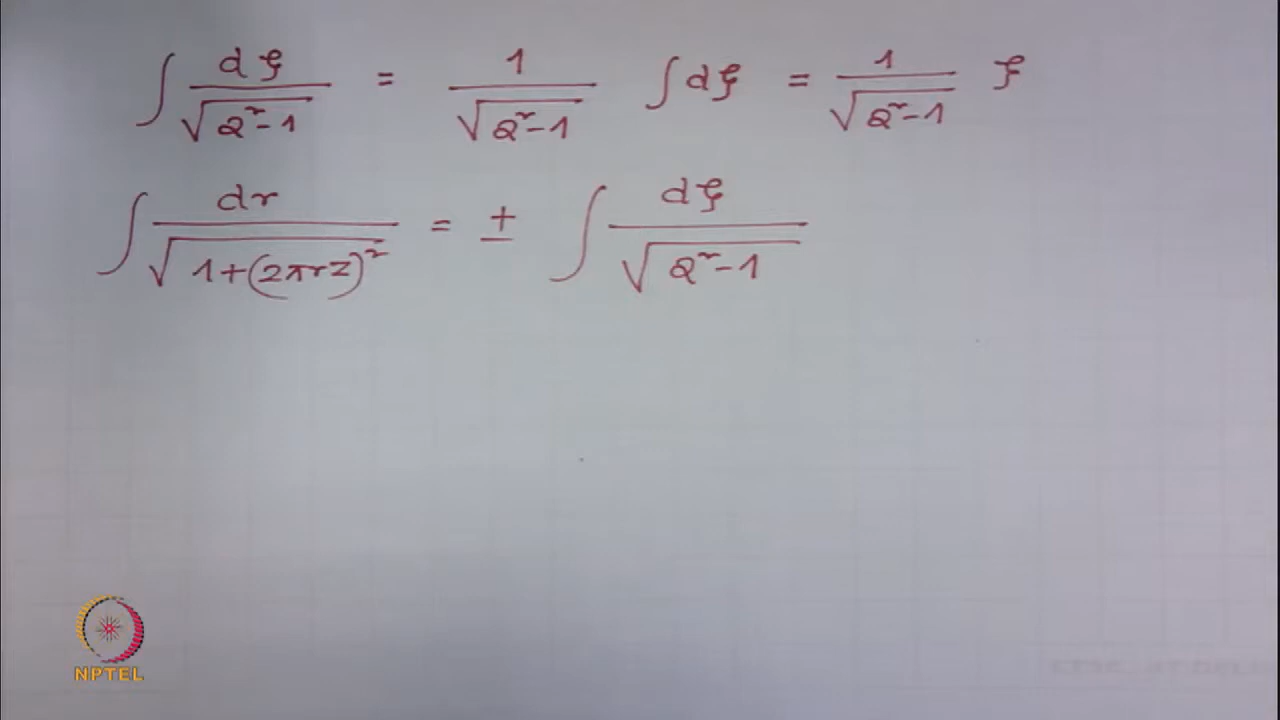 ∫ dξ / √(Q²-1) = 1 / √(Q²-1) ∫ dξ = 1 / √(Q²-1) ξ
∫ dr / √(1+(2πrz)²) = ± ∫ dξ / √(Q²-1)
NPTEL